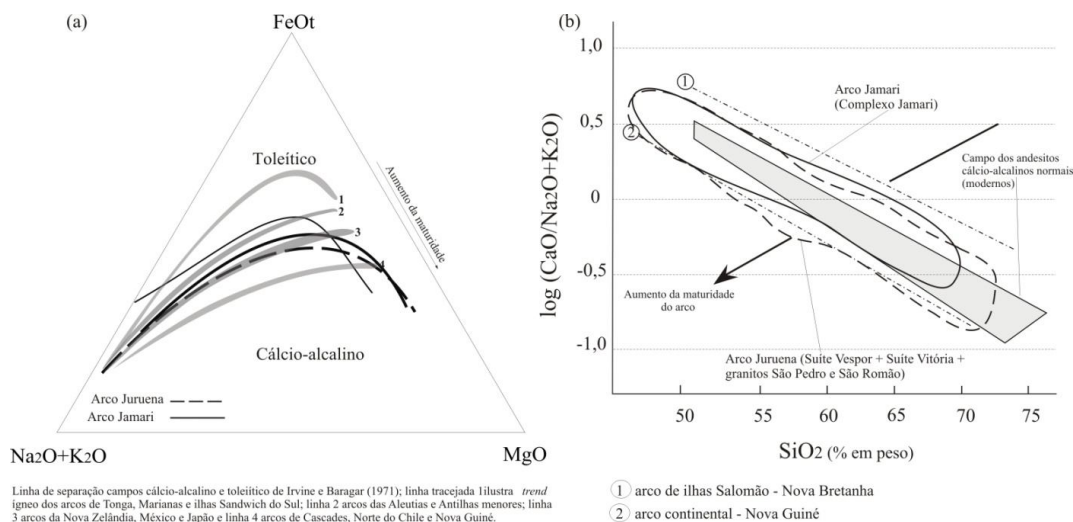 (a)
FeOt
Toleítico
Aumento da maturidade
1
2
3
4
Cálcio-alcalino
Arco Juruena
Arco Jamari
Na2O+K2O
MgO
Linha de separação campos cálcio-alcalino e toleiítico de Irvine e Baragar (1971); linha tracejada 1ilustra trend
igneo dos arcos de Tonga, Marianas e ilhas Sandwich do Sul; linha 2 arcos das Aleutias e Antilhas menores; linha
3 arcos da Nova Zelândia, México e Japão e linha 4 arcos de Cascades, Norte do Chile e Nova Guiné.
(b)
log (CaO/Na2O+K2O)
1,0
0,5
0
-0,5
-1,0
1
2
Arco Jamari
(Complexo Jamari)
Campo dos andesitos
cálcio-alcalinos normais
(modernos)
Aumento da maturidade
do arco
Arco Juruena (Suíte Vespor + Suíte Vitória +
granitos São Pedro e São Romão)
50 55 60 65 70 75
SiO2 (% em peso)
1 arco de ilhas Salomão - Nova Bretanha
2 arco continental - Nova Guiné